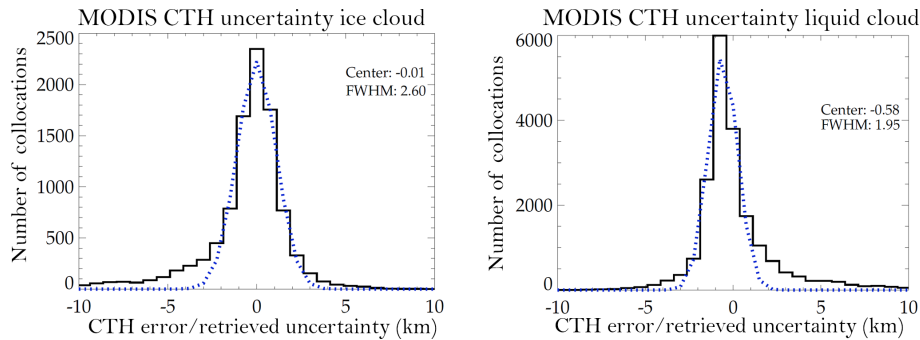 MODIS CTH uncertainty ice cloud
2500
2000
1500
1000
500
0
Number of collocations
Center: -0.01
FWHM: 2.60
-10 -5 0 5 10
CTH error/retrieved uncertainty (km)
MODIS CTH uncertainty liquid cloud
6000
4000
2000
0
Number of collocations
Center: -0.58
FWHM: 1.95
-10 -5 0 5 10
CTH error/retrieved uncertainty (km)